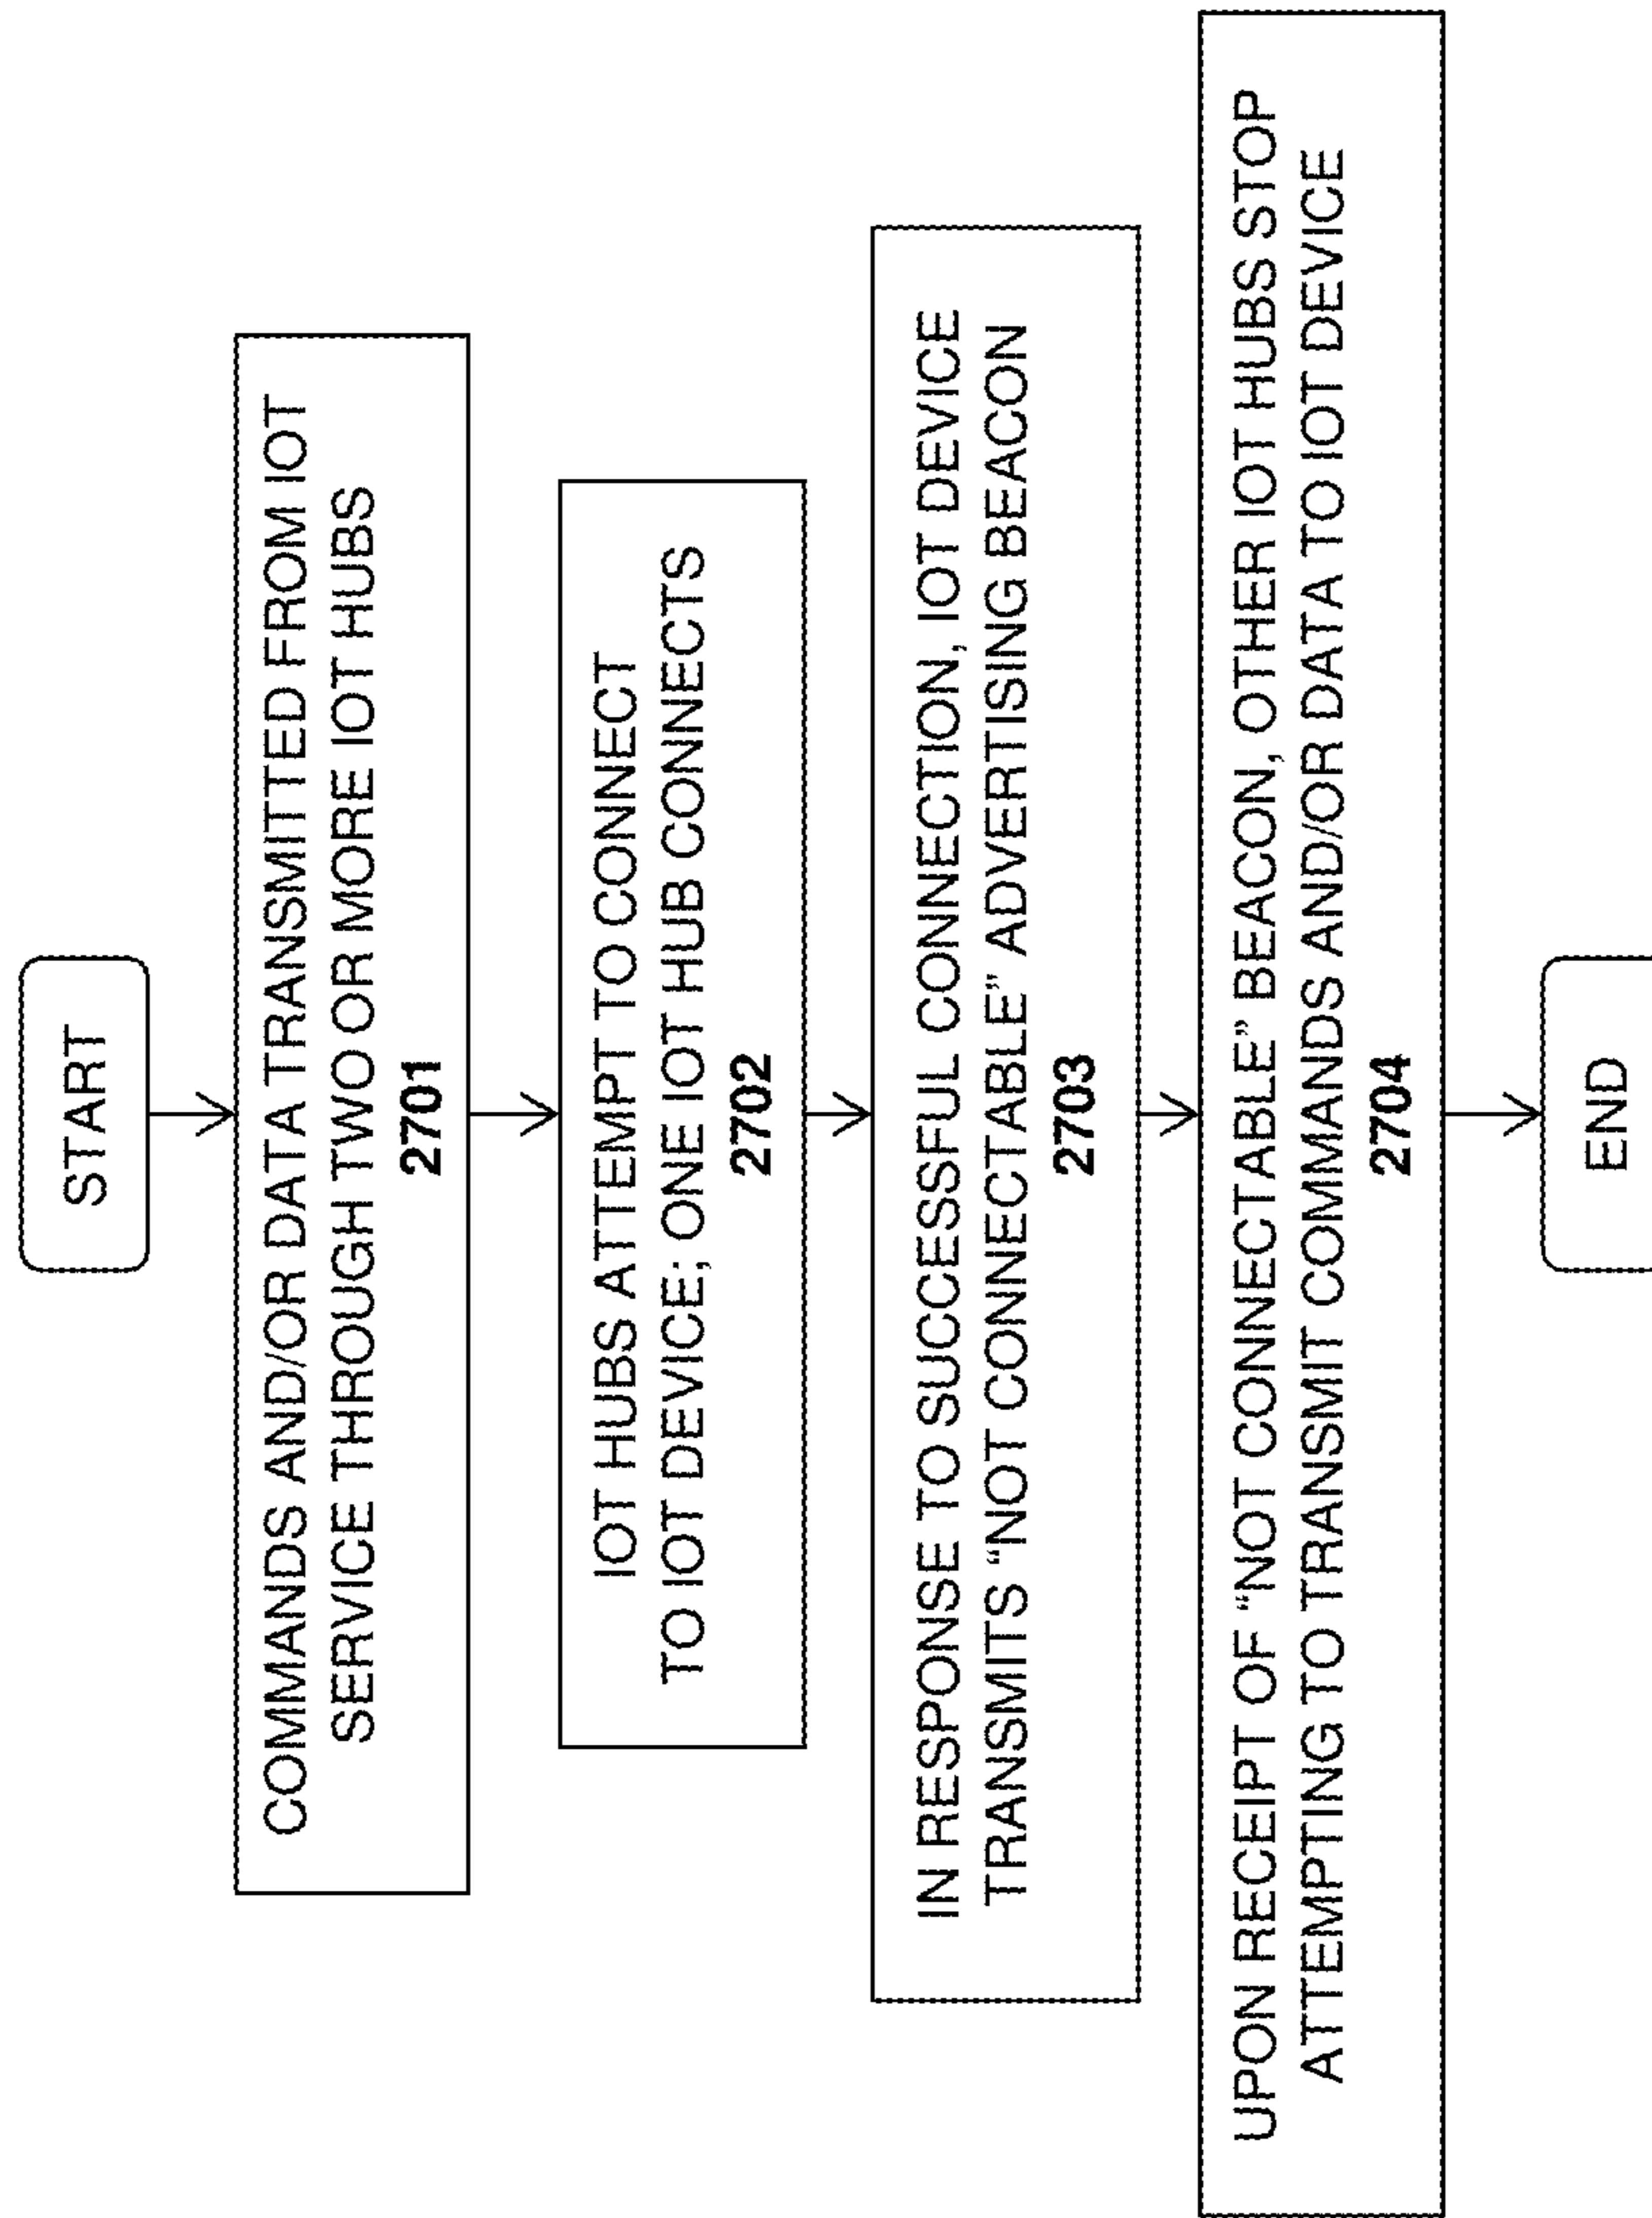 START
COMMANDS AND/OR DATA TRANSMITTED FROM IOT
SERVICE THROUGH TWO OR MORE IOT HUBS
2701
IOT HUBS ATTEMPT TO CONNECT
TO IOT DEVICE; ONE IOT HUB CONNECTS
2702
IN RESPONSE TO SUCCESSFUL CONNECTION, IOT DEVICE
TRANSMITS “NOT CONNECTABLE” ADVERTISING BEACON
2703
UPON RECEIPT OF “NOT CONNECTABLE” BEACON, OTHER IOT HUBS STOP
ATTEMPTING TO TRANSMIT COMMANDS AND/OR DATA TO IOT DEVICE
2704
END